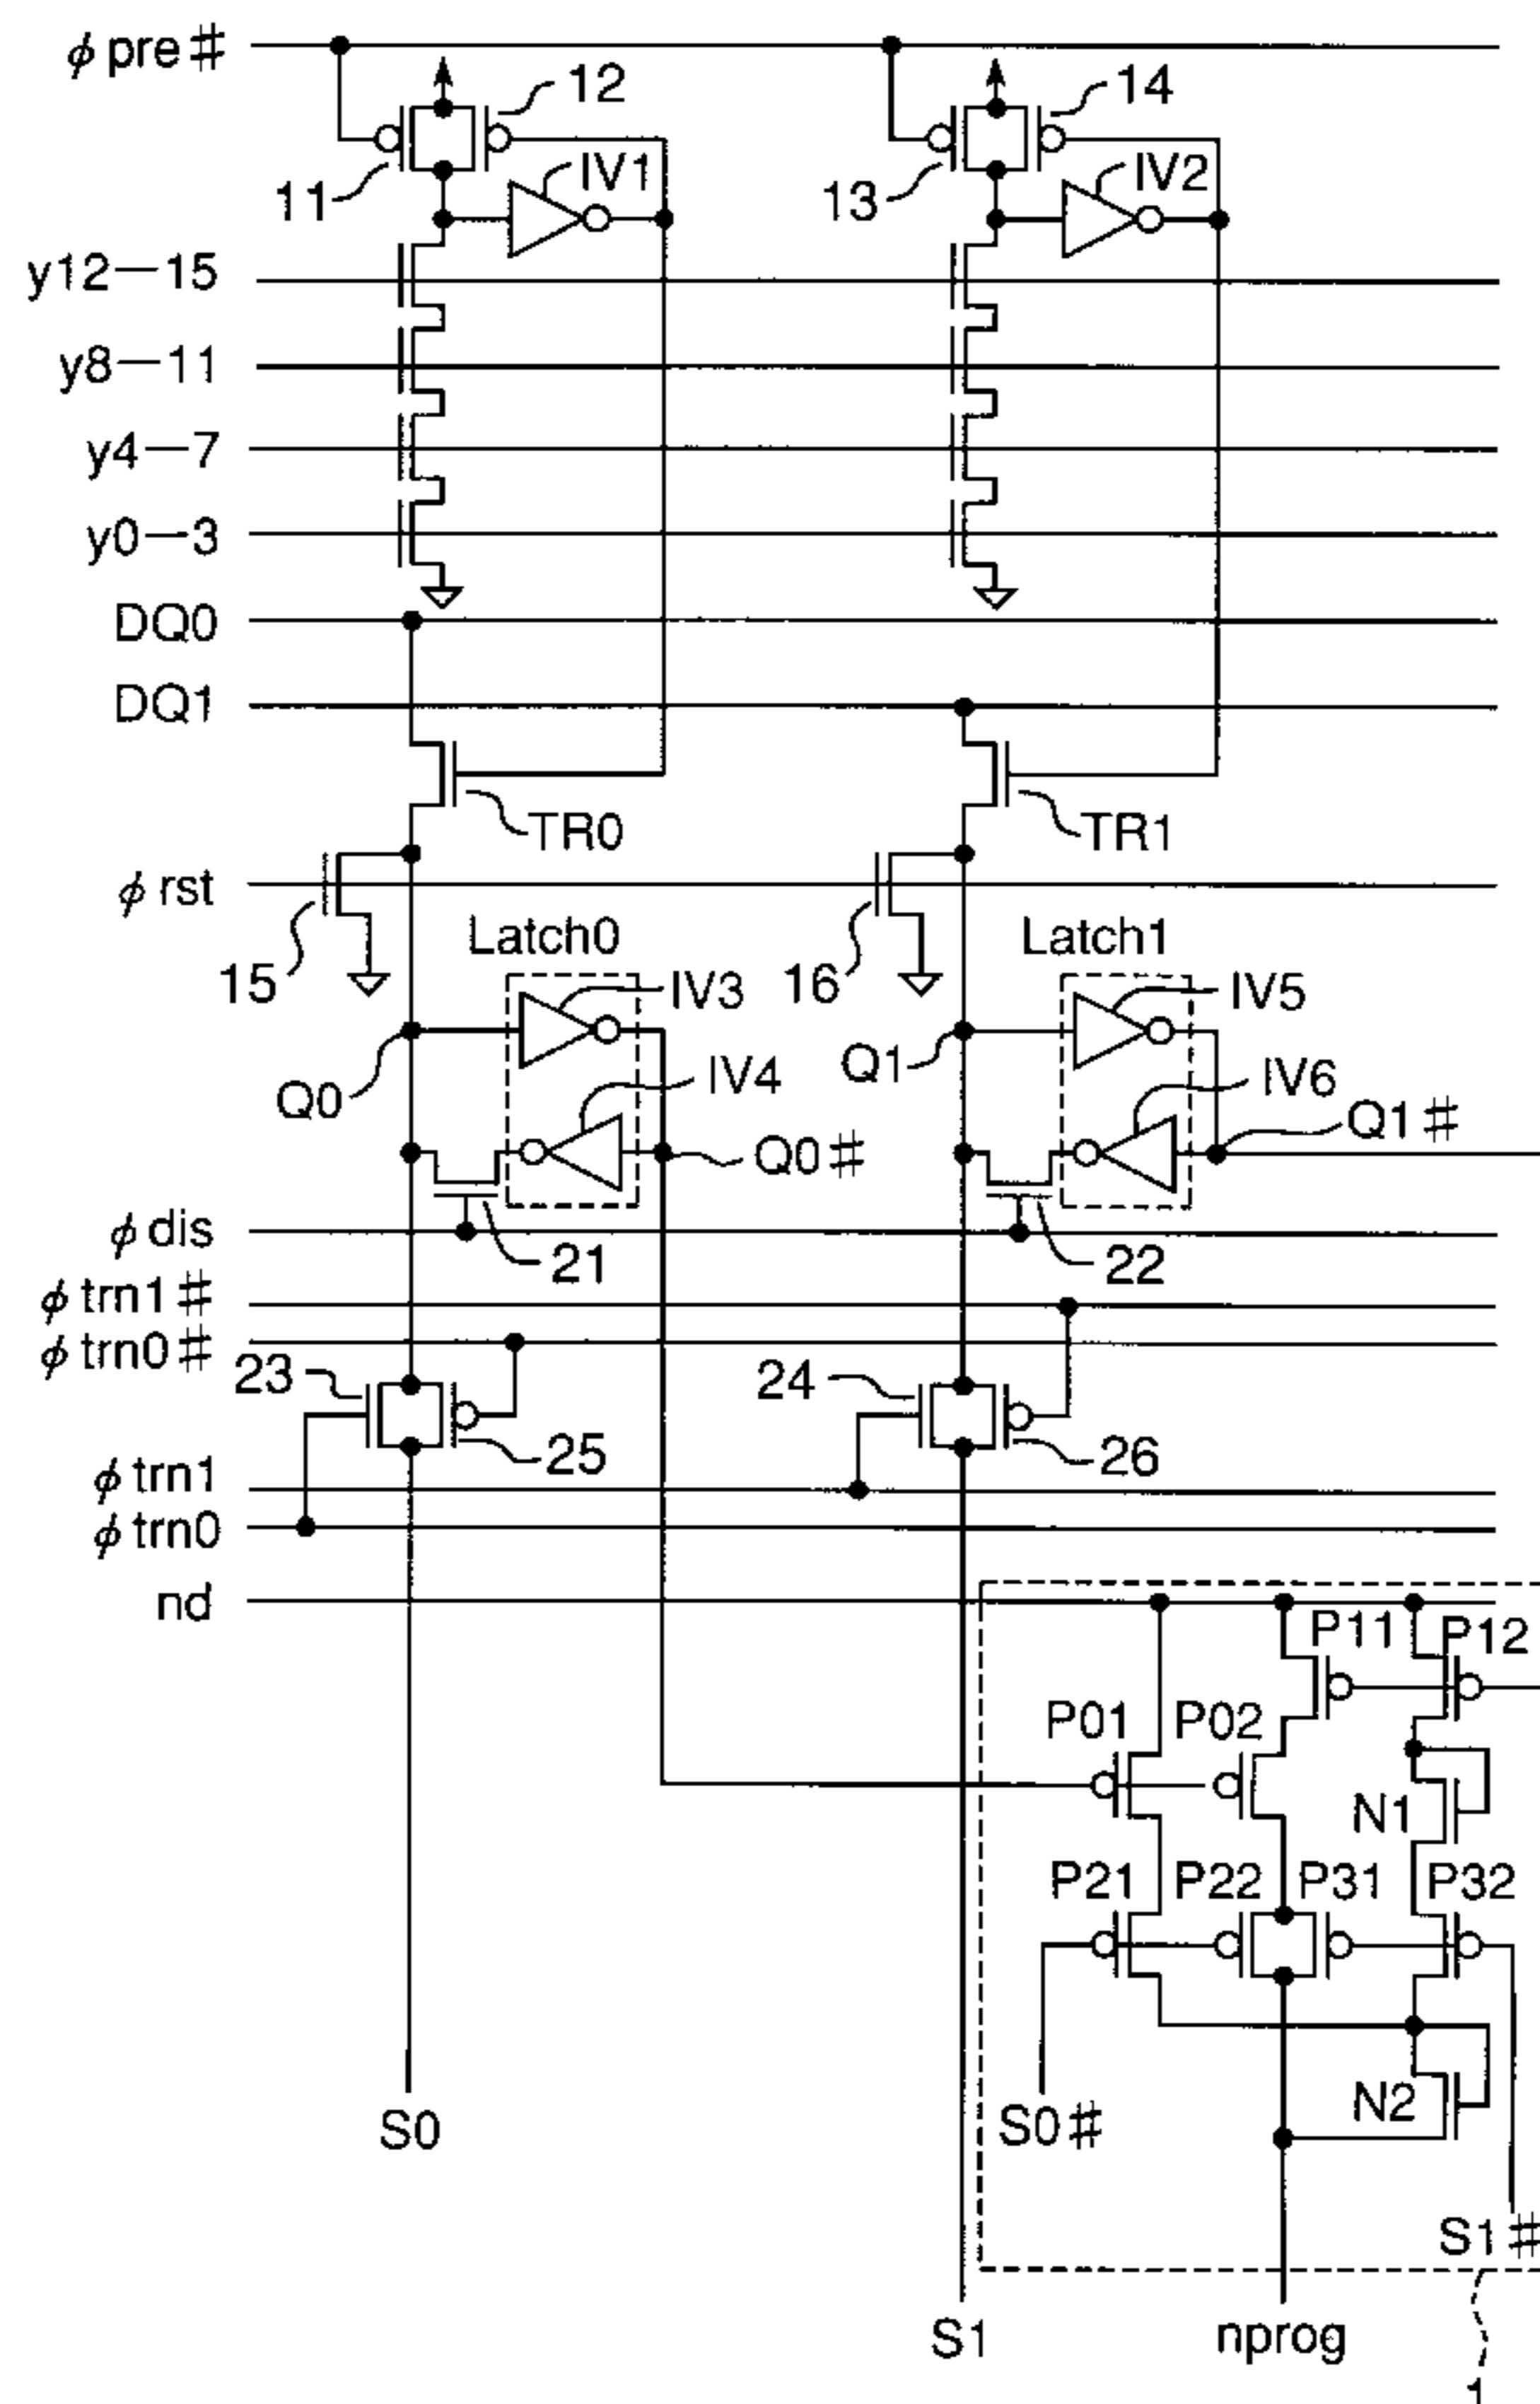 φ pre#
12
14
11
IV1
13
IV2
y12—15
y8—11
y4—7
y0—3
DQ0
DQ1
TR0
TR1
φ rst
15
Latch0
16
Latch1
IV3
IV5
Q0
IV4
Q1
IV6
Q0#
Q1#
φ dis
21
22
φ trn1#
φ trn0#
23
24
25
26
φ trn1
φ trn0
nd
P11
P12
P01
P02
N1
P21
P22
P31
P32
S0
S0#
N2
S1#
S1
nprog
1